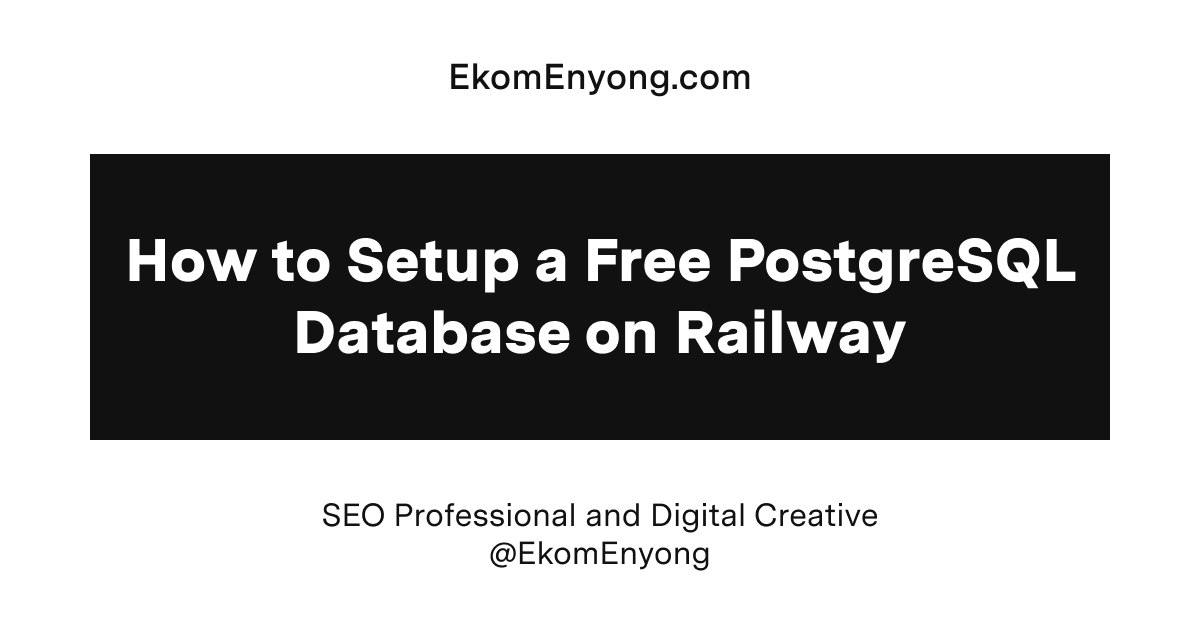 EkomEnyong.com
How to Setup a Free PostgreSQL
Database on Railway
SEO Professional and Digital Creative
@EkomEnyong